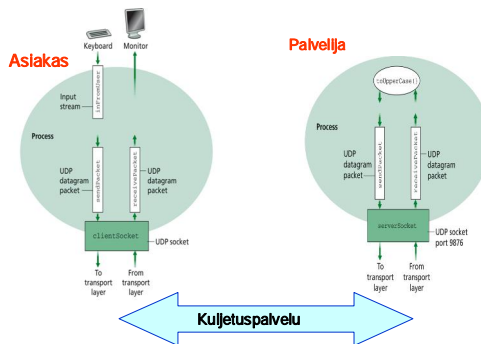 Asiakas
Keyboard
Monitor
Input
stream
inFromUser
Process
UDP
datagram
packet
sendPacket
receivePacket
UDP
datagram
packet
clientSocket
UDP socket
To
transport
layer
From
transport
layer
Palvelija
toUpperCase()
Process
UDP
datagram
packet
sendPacket
receivePacket
UDP
datagram
packet
serverSocket
UDP socket
port 9876
To
transport
layer
From
transport
layer
Kuljetuspalvelu